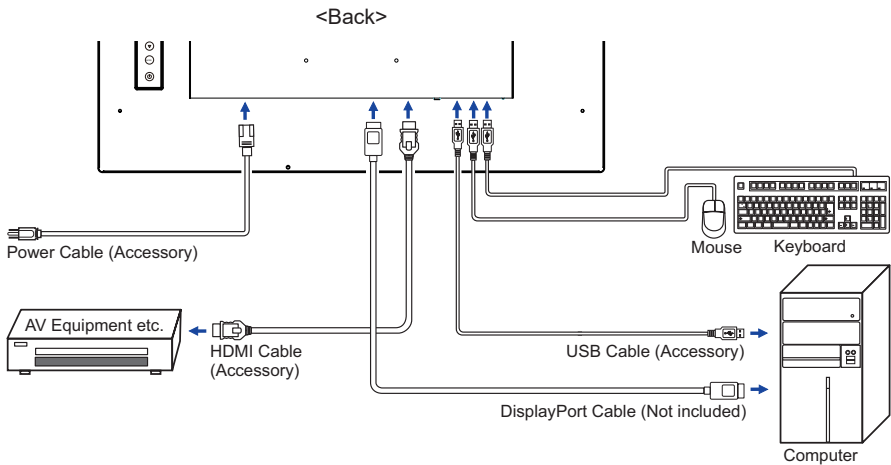 <Back>
Power Cable (Accessory)
Mouse
Keyboard
AV Equipment etc.
HDMI Cable
(Accessory)
USB Cable (Accessory)
DisplayPort Cable (Not included)
Computer